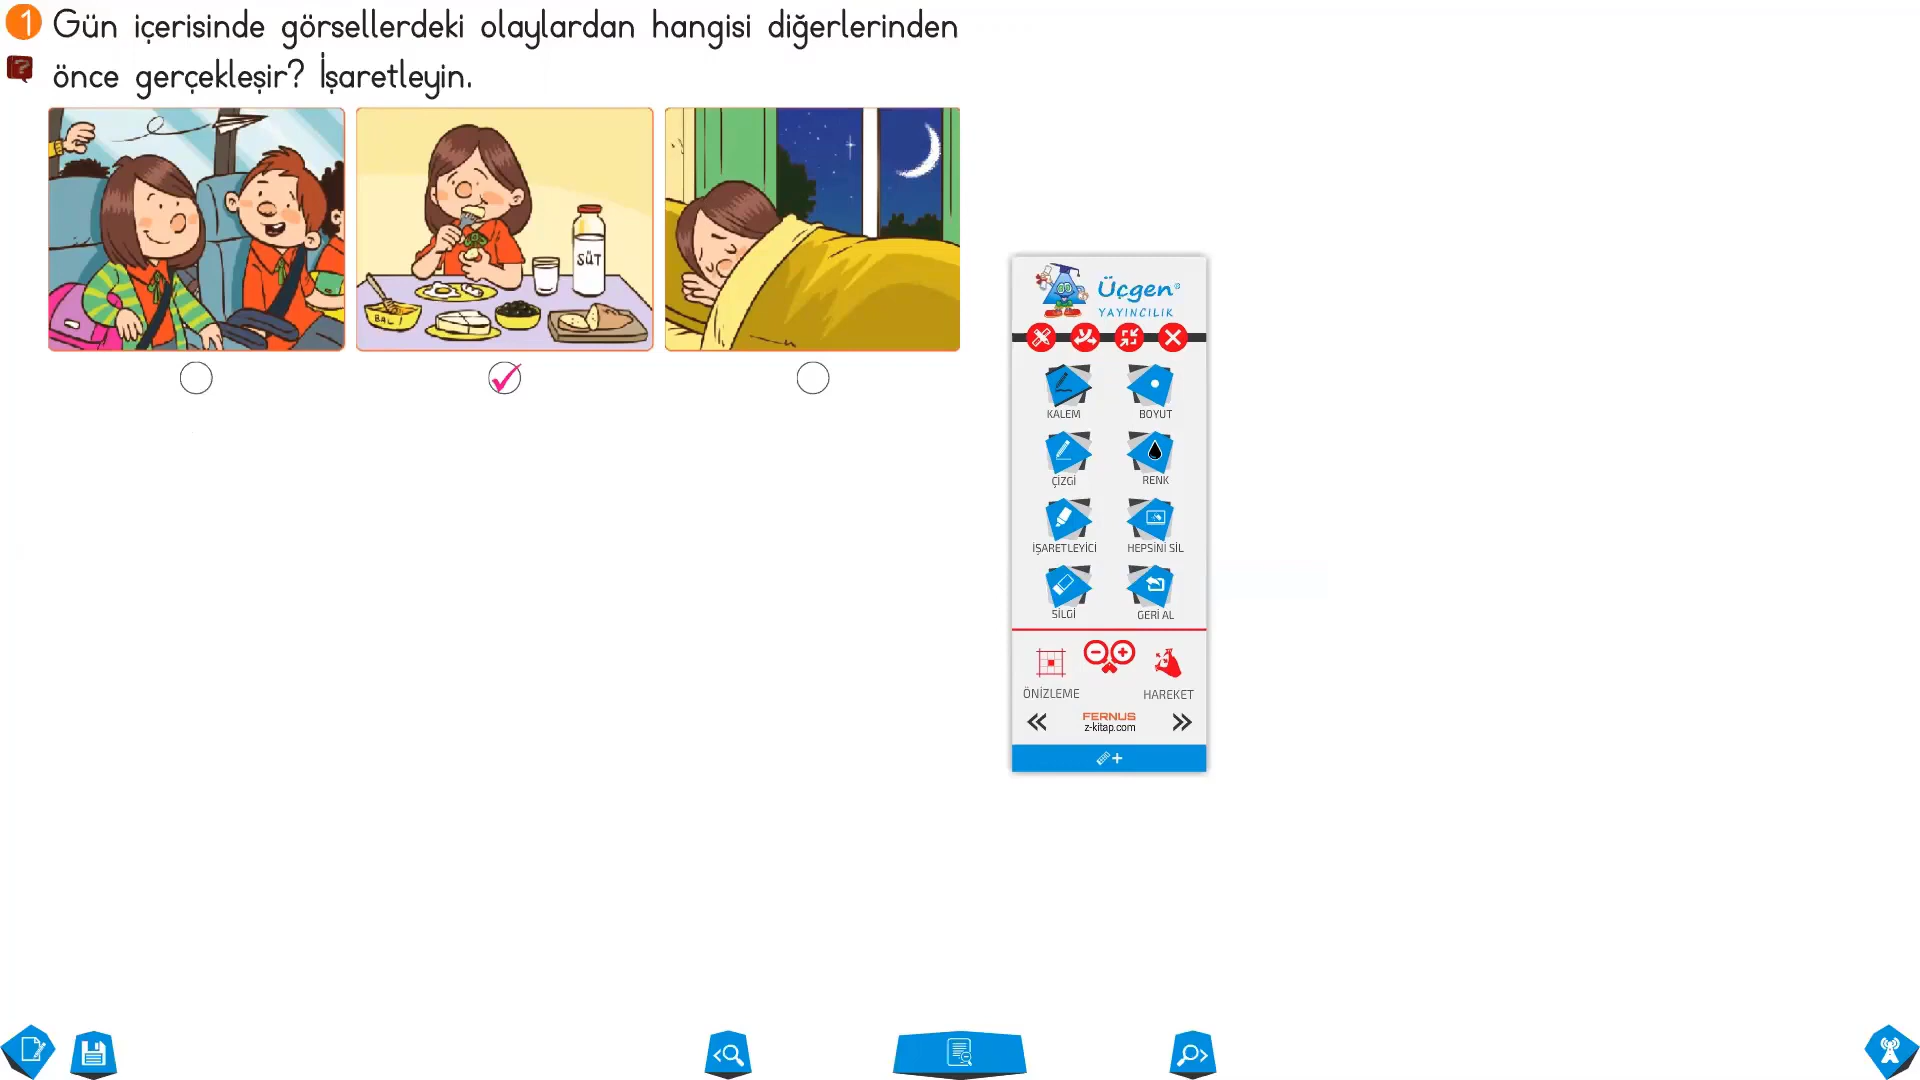 1 Gün içerisinde görsellerdeki olaylardan hangisi diğerlerinden
? önce gerçekleşir? İşaretleyin.
SÜT
BAL
Üçgen®
YAYINCILIK
KALEM BOYUT
ÇİZGİ RENK
İŞARETLEYİCİ HEPSİNİ SİL
SİLGİ GERİ AL
ÖNİZLEME HAREKET
FERNUS
z-kitap.com